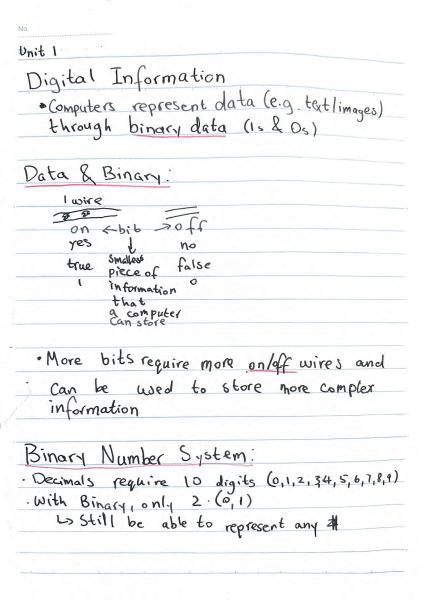 No.
Unit 1
Digital Information
• Computers represent data (e.g. text/images)
through binary data (1s & 0s)
Data & Binary:
1 wire
on ← bit → off
yes ↓ no
true smallest false
piece of
1 information 0
that
a computer
can store
• More bits require more on/off wires and
can be used to store more complex
information
Binary Number System:
• Decimals require 10 digits (0,1,2,3,4,5,6,7,8,9)
• With Binary, only 2. (0,1)
↳ Still be able to represent any #